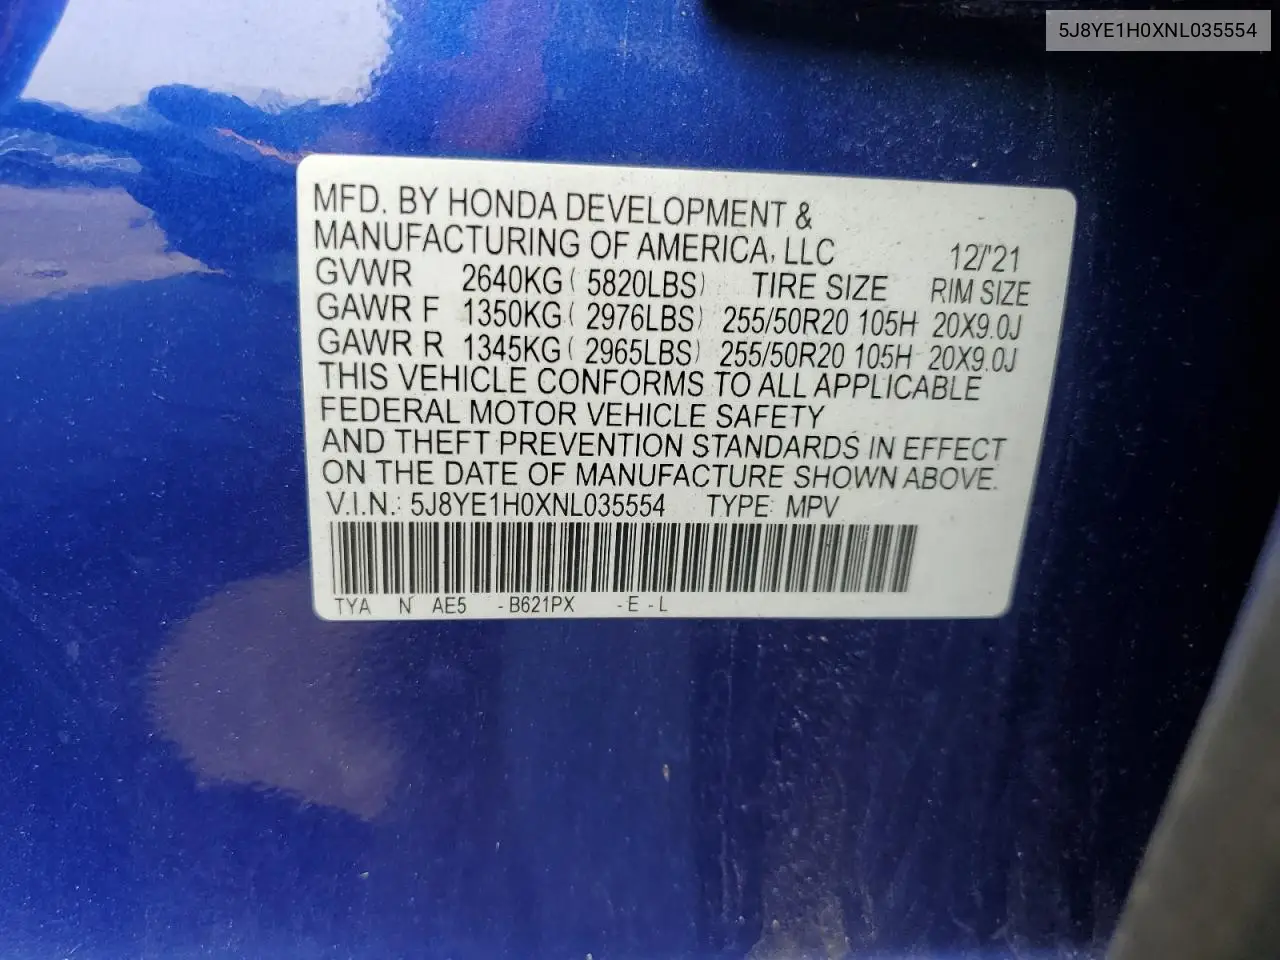 5J8YE1H0XNL035554
MFD. BY HONDA DEVELOPMENT &
MANUFACTURING OF AMERICA, LLC 12/'21
GVWR 2640KG ( 5820LBS) TIRE SIZE RIM SIZE
GAWR F 1350KG ( 2976LBS) 255/50R20 105H 20X9.0J
GAWR R 1345KG ( 2965LBS) 255/50R20 105H 20X9.0J
THIS VEHICLE CONFORMS TO ALL APPLICABLE
FEDERAL MOTOR VEHICLE SAFETY
AND THEFT PREVENTION STANDARDS IN EFFECT
ON THE DATE OF MANUFACTURE SHOWN ABOVE.
V.I.N.: 5J8YE1H0XNL035554 TYPE: MPV
TYA N AE5 -B621PX -E-L